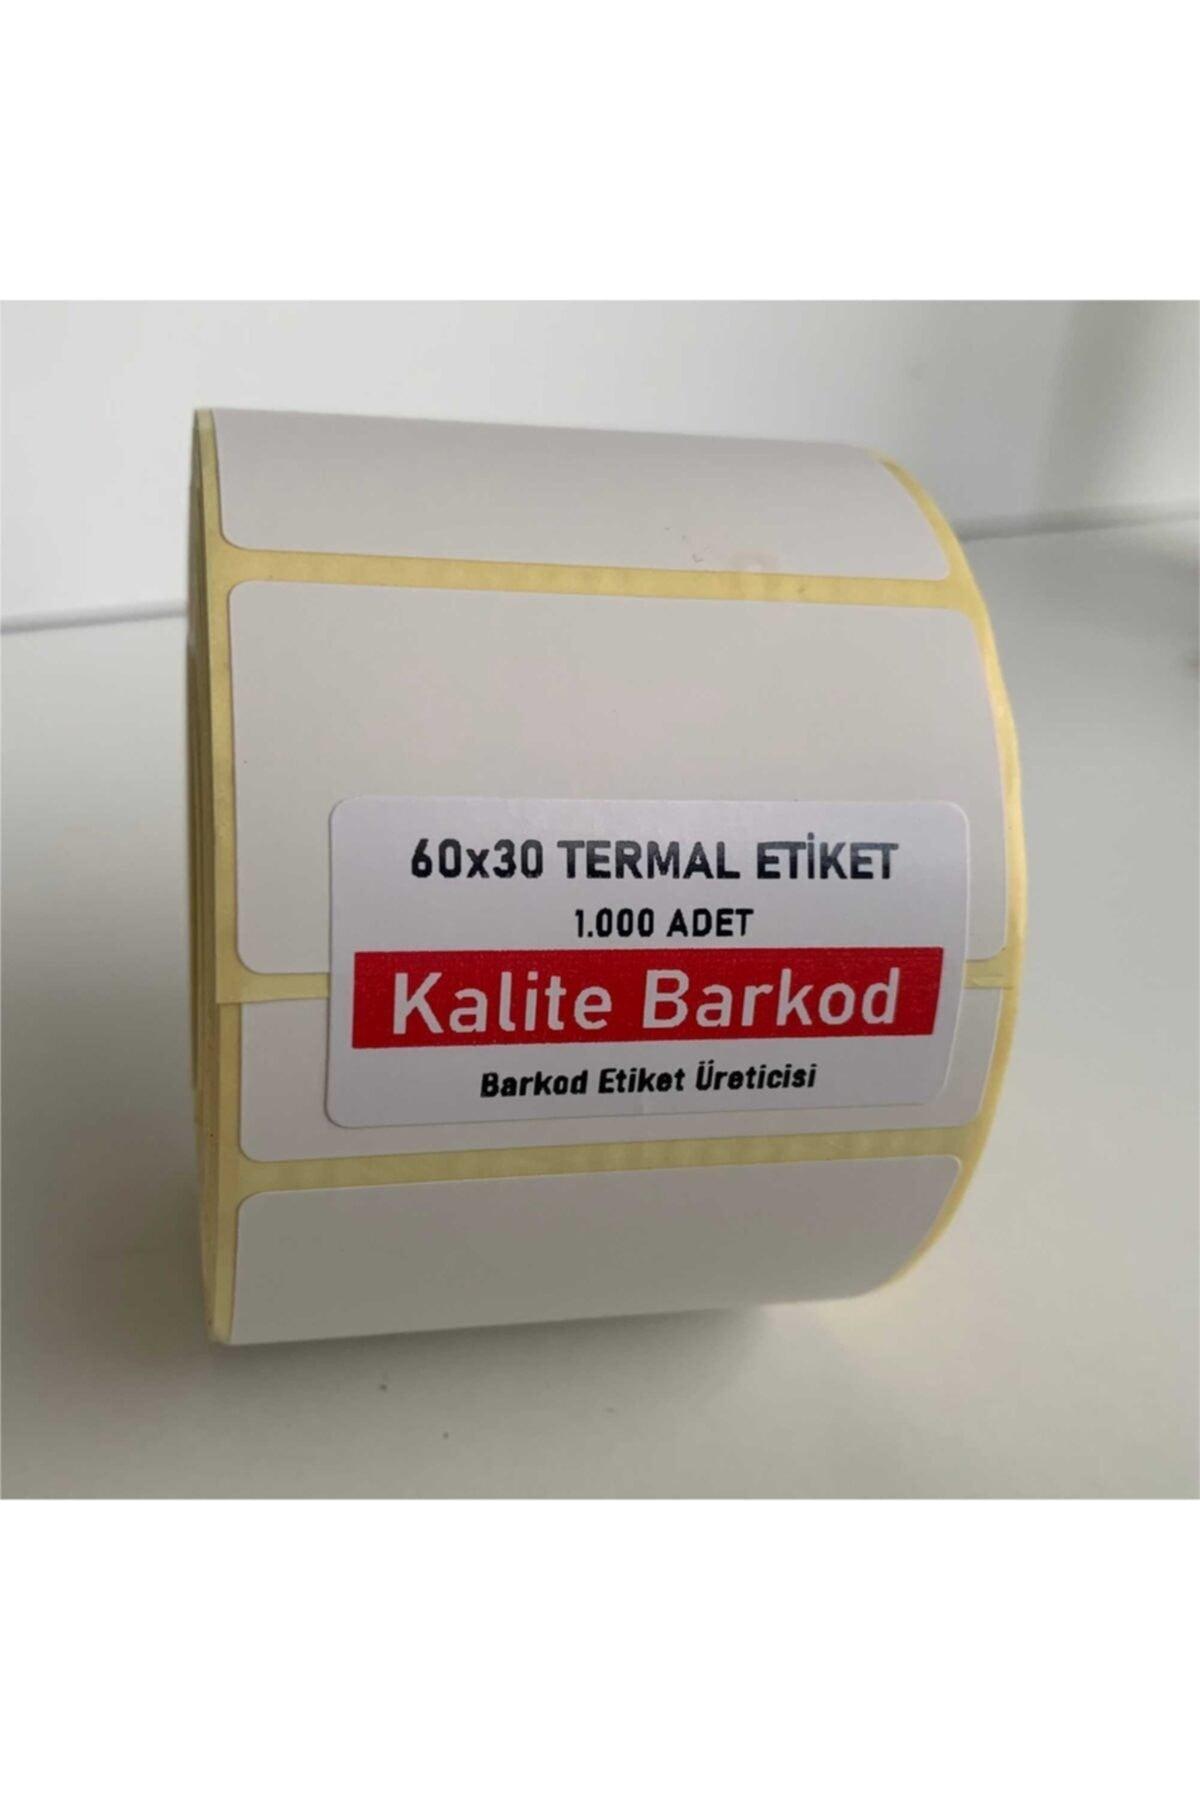 60x30 TERMAL ETİKET
1.000 ADET
Kalite Barkod
Barkod Etiket Üreticisi